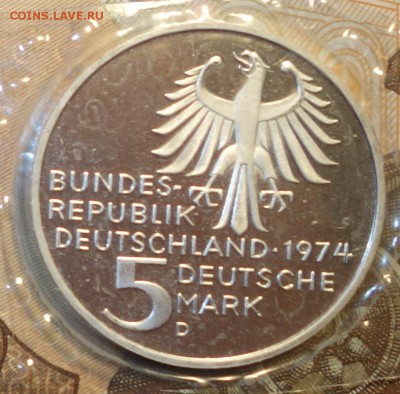 COINS.LAVE.RU
BUNDES-
REPUBLIK
DEUTSCHLAND·1974
5 DEUTSCHE
MARK
D